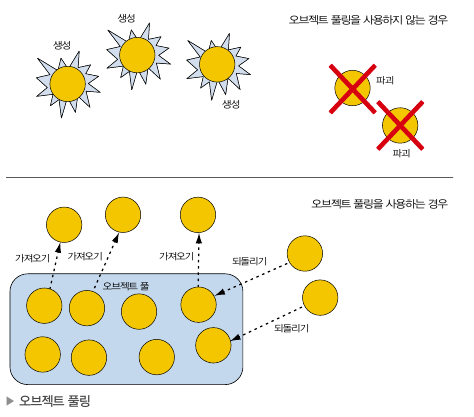 생성
오브젝트 풀링을 사용하지 않는 경우
생성
생성
파괴
파괴
오브젝트 풀링을 사용하는 경우
가져오기
가져오기
가져오기
되돌리기
오브젝트 풀
되돌리기
▶ 오브젝트 풀링